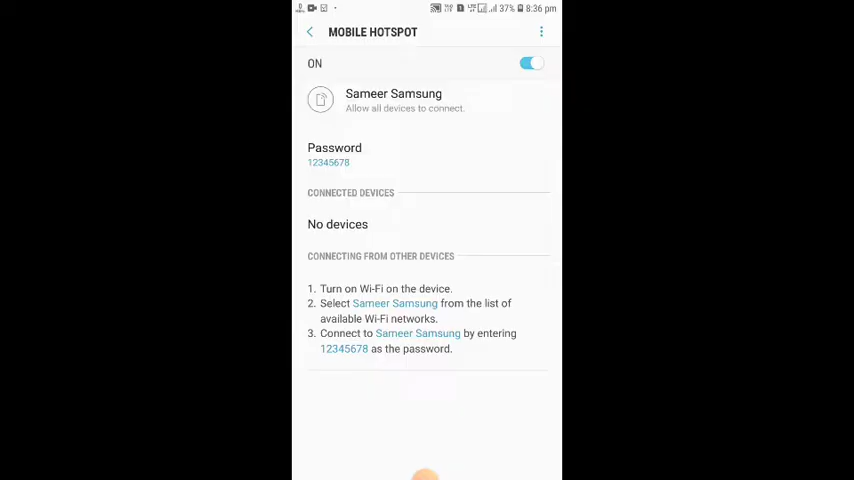 37% 8:36 pm
MOBILE HOTSPOT
ON
Sameer Samsung
Allow all devices to connect.
Password
12345678
CONNECTED DEVICES
No devices
CONNECTING FROM OTHER DEVICES
1. Turn on Wi-Fi on the device.
2. Select Sameer Samsung from the list of
available Wi-Fi networks.
3. Connect to Sameer Samsung by entering
12345678 as the password.